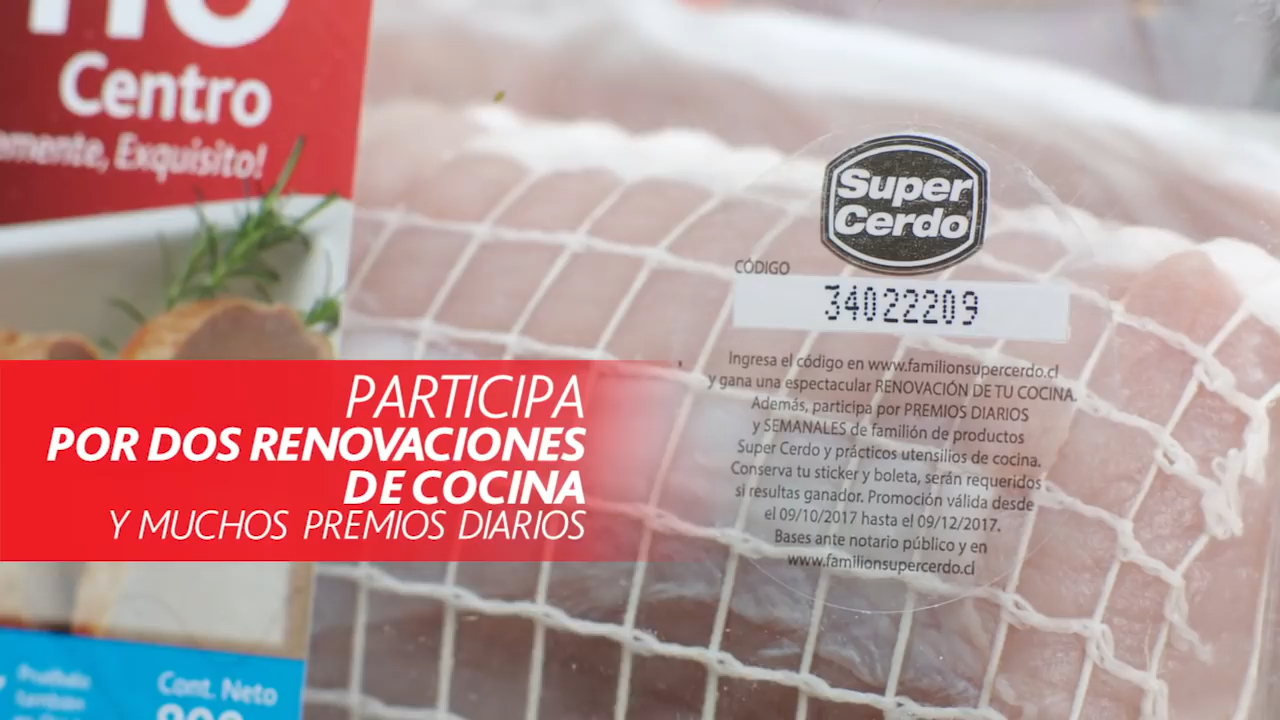 Centro
Exquisito!
Super
Cerdo
CÓDIGO
34022209
Ingresa el código en www.familionsupercerdo.cl
y gana una espectacular RENOVACIÓN DE TU COCINA.
Además, participa por PREMIOS DIARIOS
y SEMANALES de familión de productos
Super Cerdo y prácticos utensilios de cocina.
Conserva tu sticker y boleta, serán requeridos
si resultas ganador. Promoción válida desde
el 09/10/2017 hasta el 09/12/2017.
Bases ante notario público y en
www.familionsupercerdo.cl
PARTICIPA
POR DOS RENOVACIONES
DE COCINA
Y MUCHOS PREMIOS DIARIOS
Cont. Neto